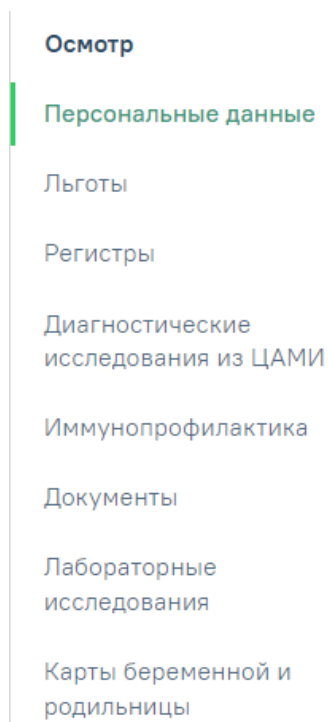 Осмотр
Персональные данные
Льготы
Регистры
Диагностические
исследования из ЦАМИ
Иммунопрофилактика
Документы
Лабораторные
исследования
Карты беременной и
родильницы